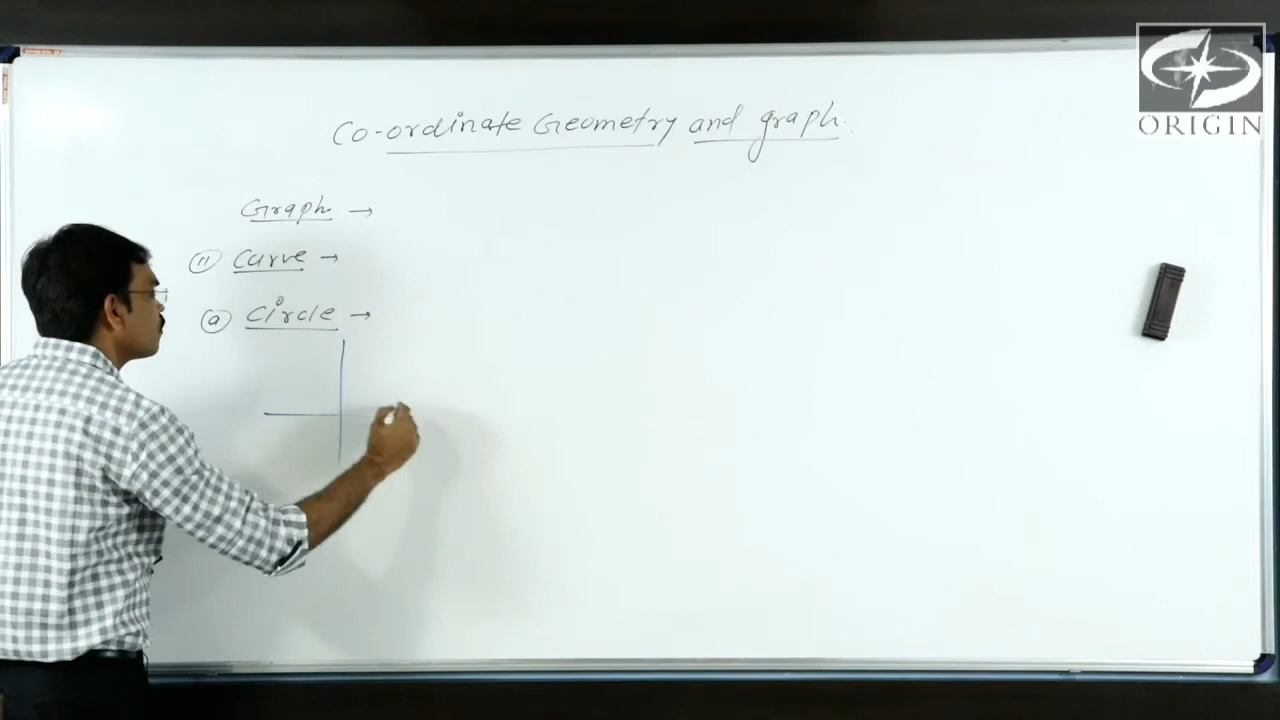 Co-ordinate Geometry and graph.
Graph →
(ii) Curve →
(a) Circle →
ORIGIN